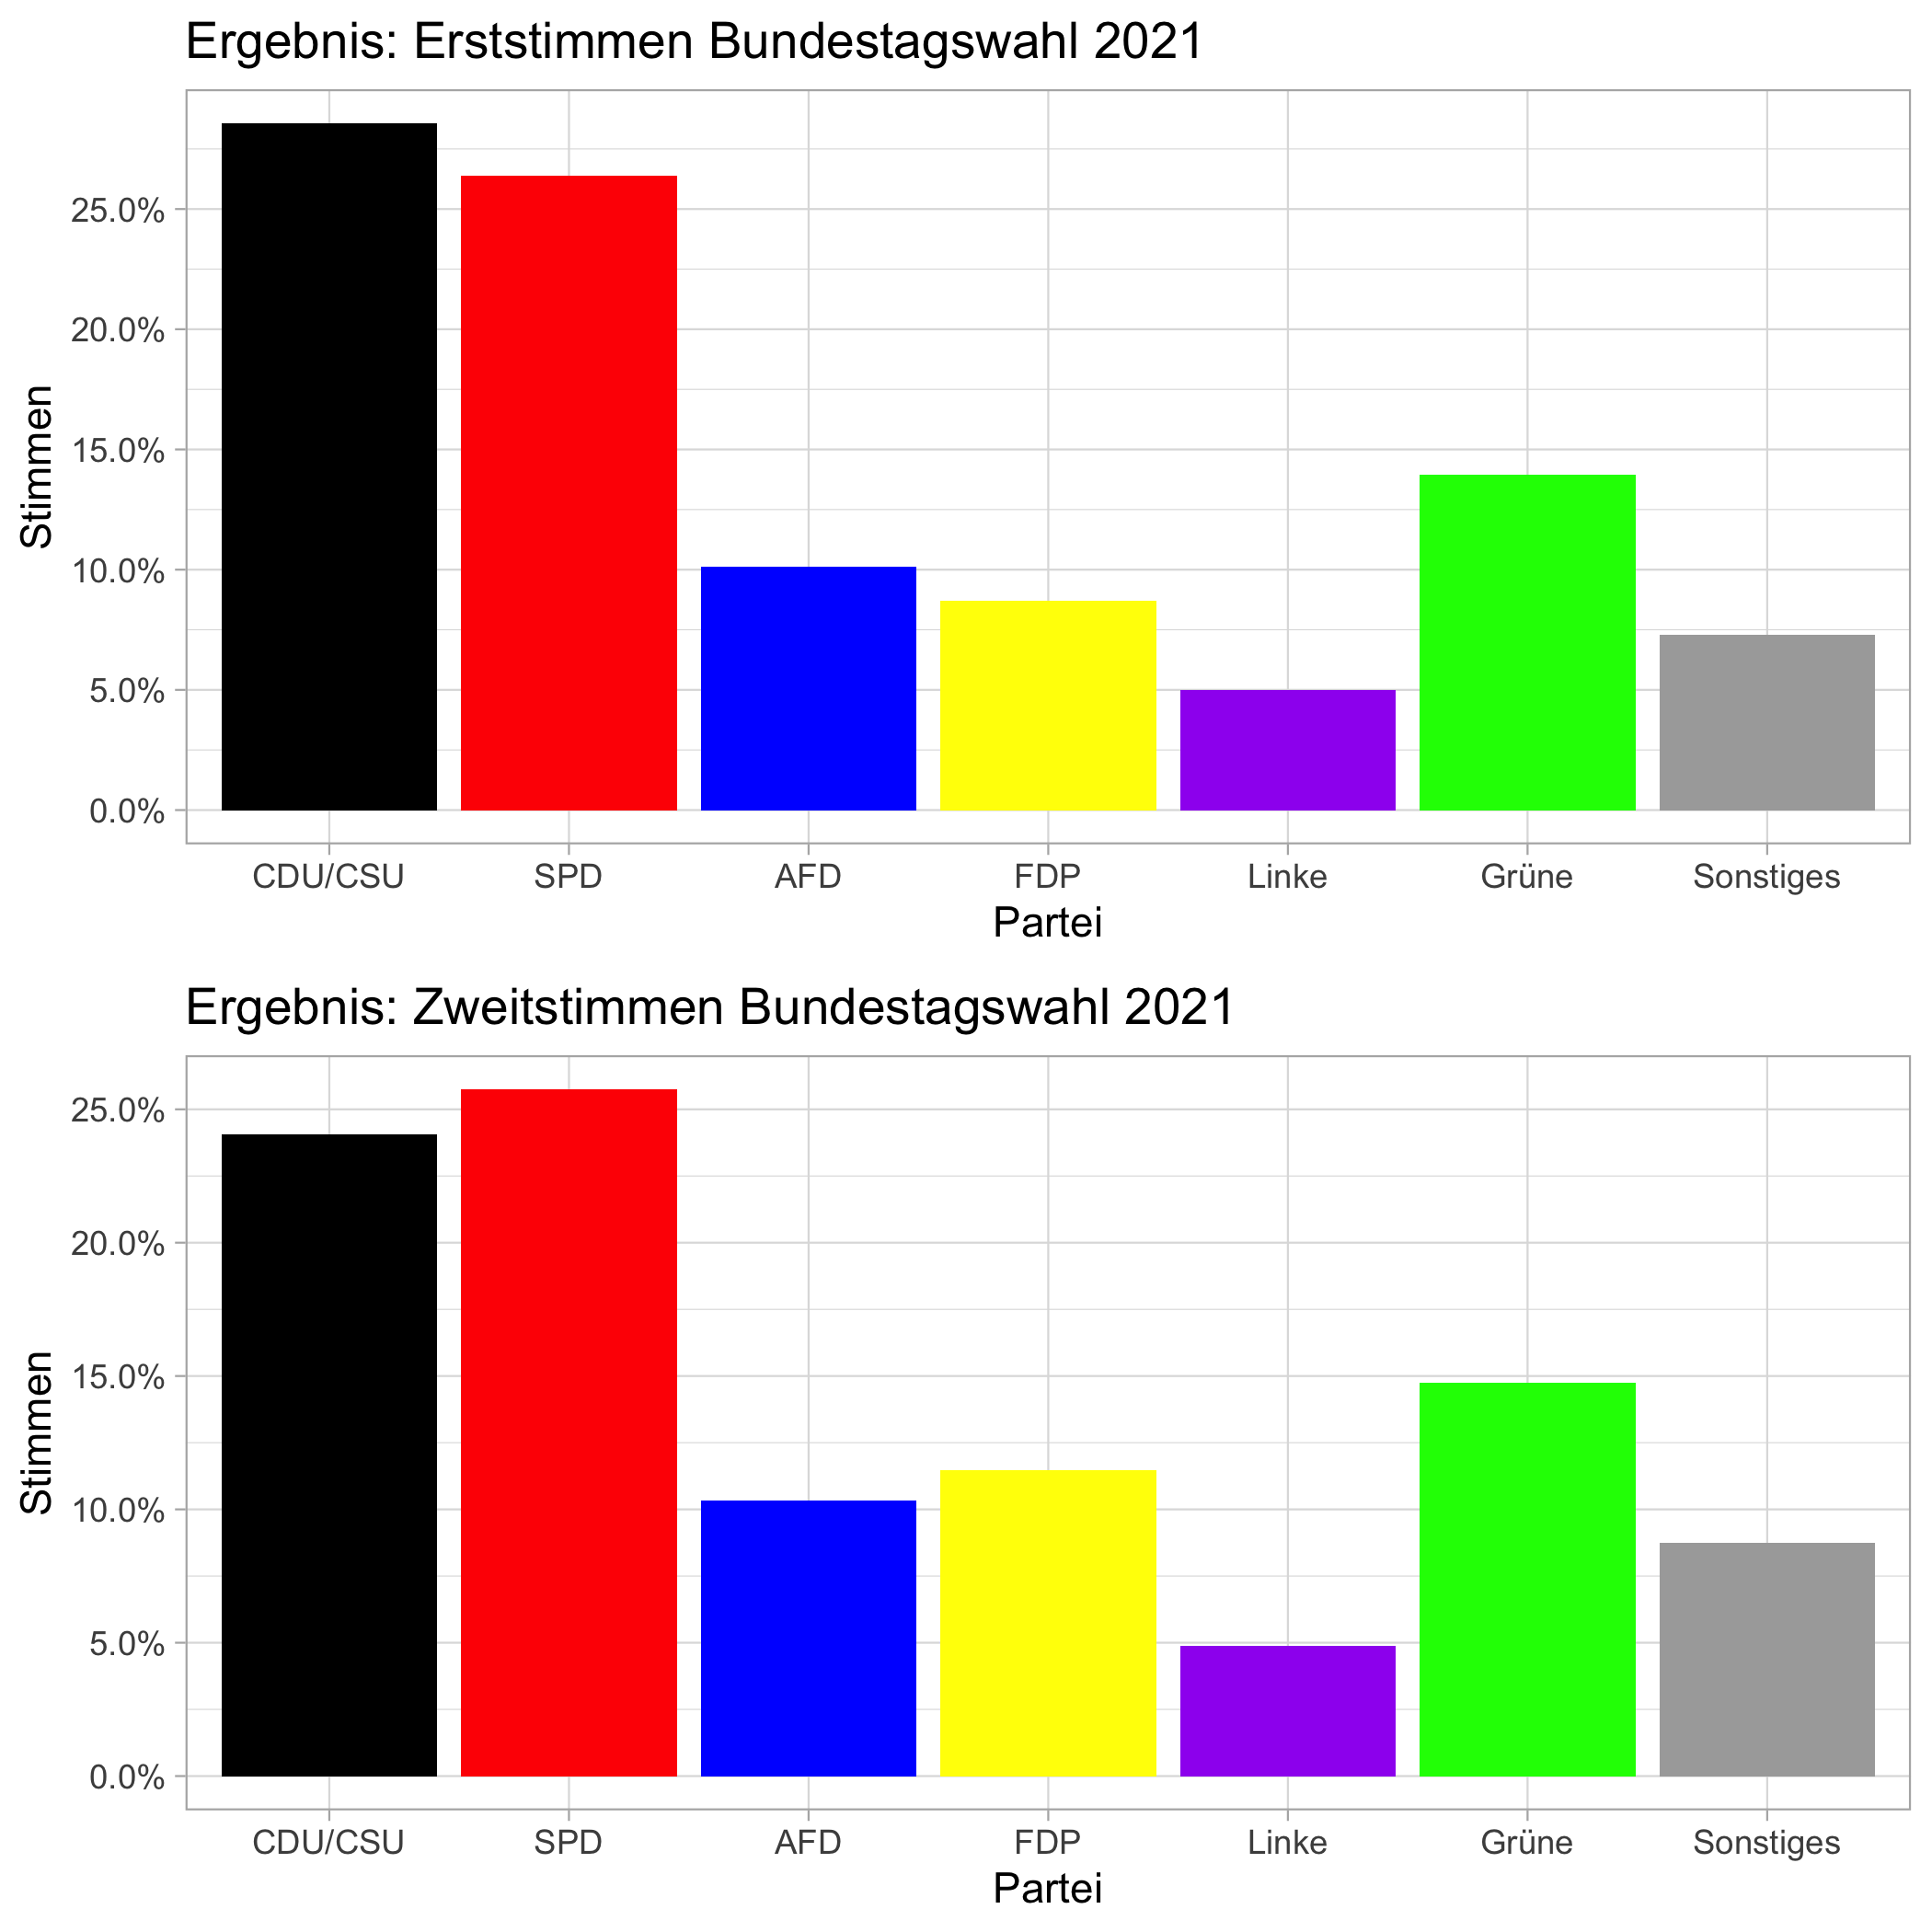 Ergebnis: Erststimmen Bundestagswahl 2021
Stimmen
25.0%
20.0%
15.0%
10.0%
5.0%
0.0%
CDU/CSU SPD AFD FDP Linke Grüne Sonstiges
Partei
Ergebnis: Zweitstimmen Bundestagswahl 2021
Stimmen
25.0%
20.0%
15.0%
10.0%
5.0%
0.0%
CDU/CSU SPD AFD FDP Linke Grüne Sonstiges
Partei